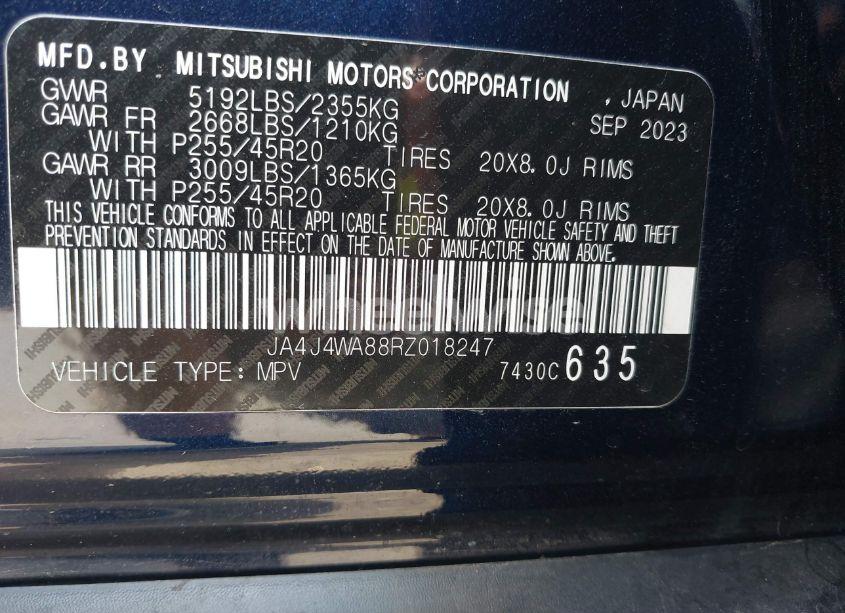 MFD.BY MITSUBISHI MOTORS CORPORATION , JAPAN
GVWR 5192LBS/2355KG SEP 2023
GAWR FR 2668LBS/1210KG
WITH P255/45R20 TIRES 20X8.0J RIMS
GAWR RR 3009LBS/1365KG
WITH P255/45R20 TIRES 20X8.0J RIMS
THIS VEHICLE CONFORMS TO ALL APPLICABLE FEDERAL MOTOR VEHICLE SAFETY AND THEFT
PREVENTION STANDARDS IN EFFECT ON THE DATE OF MANUFACTURE SHOWN ABOVE.
wheelwise
JA4J4WA88RZ018247
VEHICLE TYPE: MPV 7430C 635